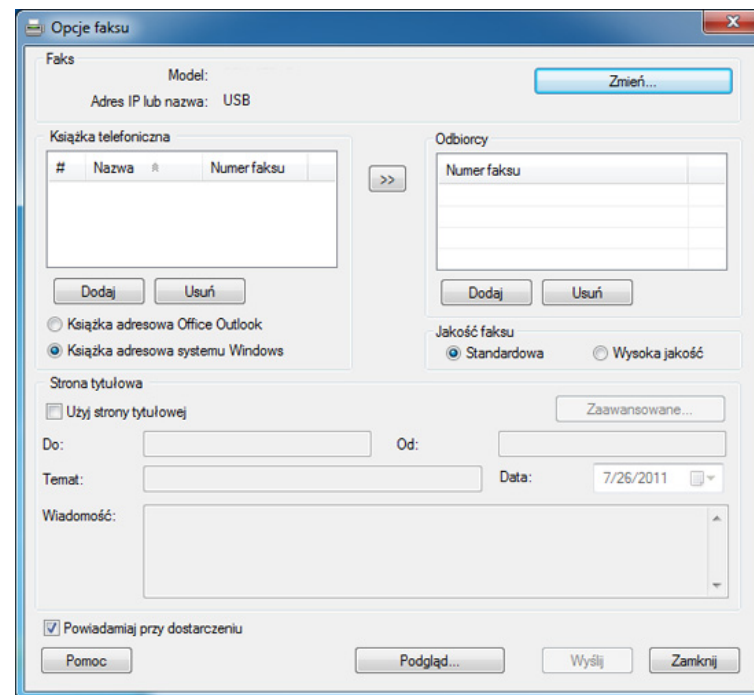 Opcje faksu
Faks
Model:
Zmień...
Adres IP lub nazwa: USB
Książka telefoniczna
# Nazwa Numer faksu
>>
Odbiorcy
Numer faksu
Dodaj Usuń
Dodaj Usuń
Książka adresowa Office Outlook
Książka adresowa systemu Windows
Jakość faksu
Standardowa Wysoka jakość
Strona tytułowa
Użyj strony tytułowej
Zaawansowane...
Do: Od:
Temat: Data: 7/26/2011
Wiadomość:
Powiadamiaj przy dostarczeniu
Pomoc Podgląd... Wyślij Zamknij